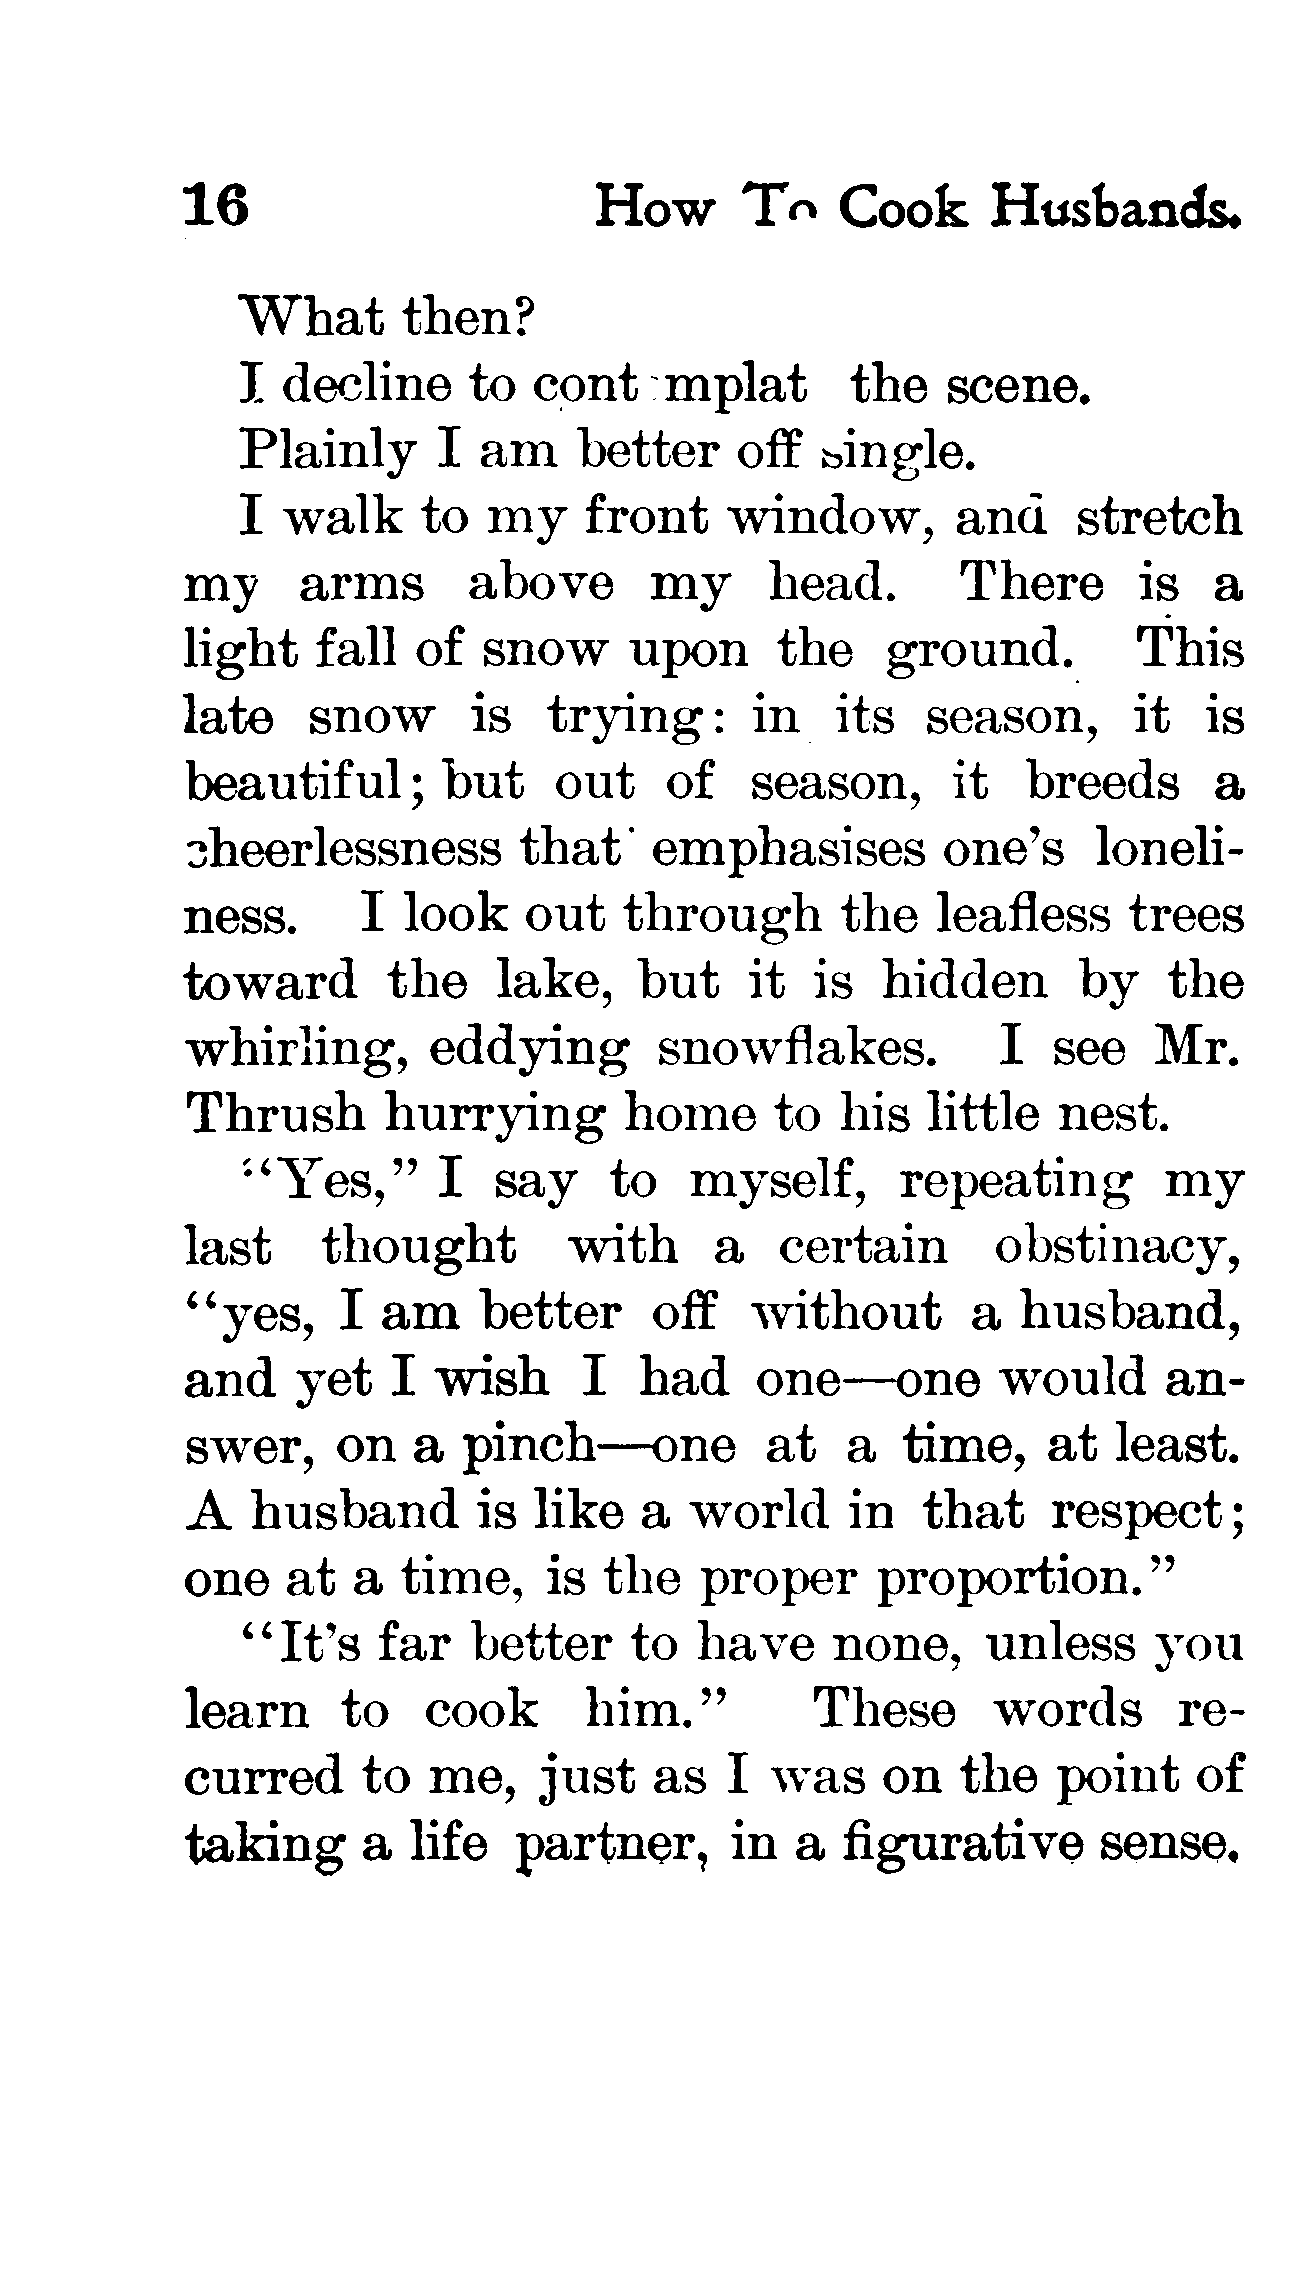 16 How To Cook Husbands.
What then?
I decline to contemplate the scene.
Plainly I am better off single.
I walk to my front window, and stretch
my arms above my head. There is a
light fall of snow upon the ground. This
late snow is trying: in its season, it is
beautiful; but out of season, it breeds a
cheerlessness that emphasises one's loneli-
ness. I look out through the leafless trees
toward the lake, but it is hidden by the
whirling, eddying snowflakes. I see Mr.
Thrush hurrying home to his little nest.
"Yes," I say to myself, repeating my
last thought with a certain obstinacy,
"yes, I am better off without a husband,
and yet I wish I had one—one would an-
swer, on a pinch—one at a time, at least.
A husband is like a world in that respect;
one at a time, is the proper proportion."
"It's far better to have none, unless you
learn to cook him." These words re-
curred to me, just as I was on the point of
taking a life partner, in a figurative sense.